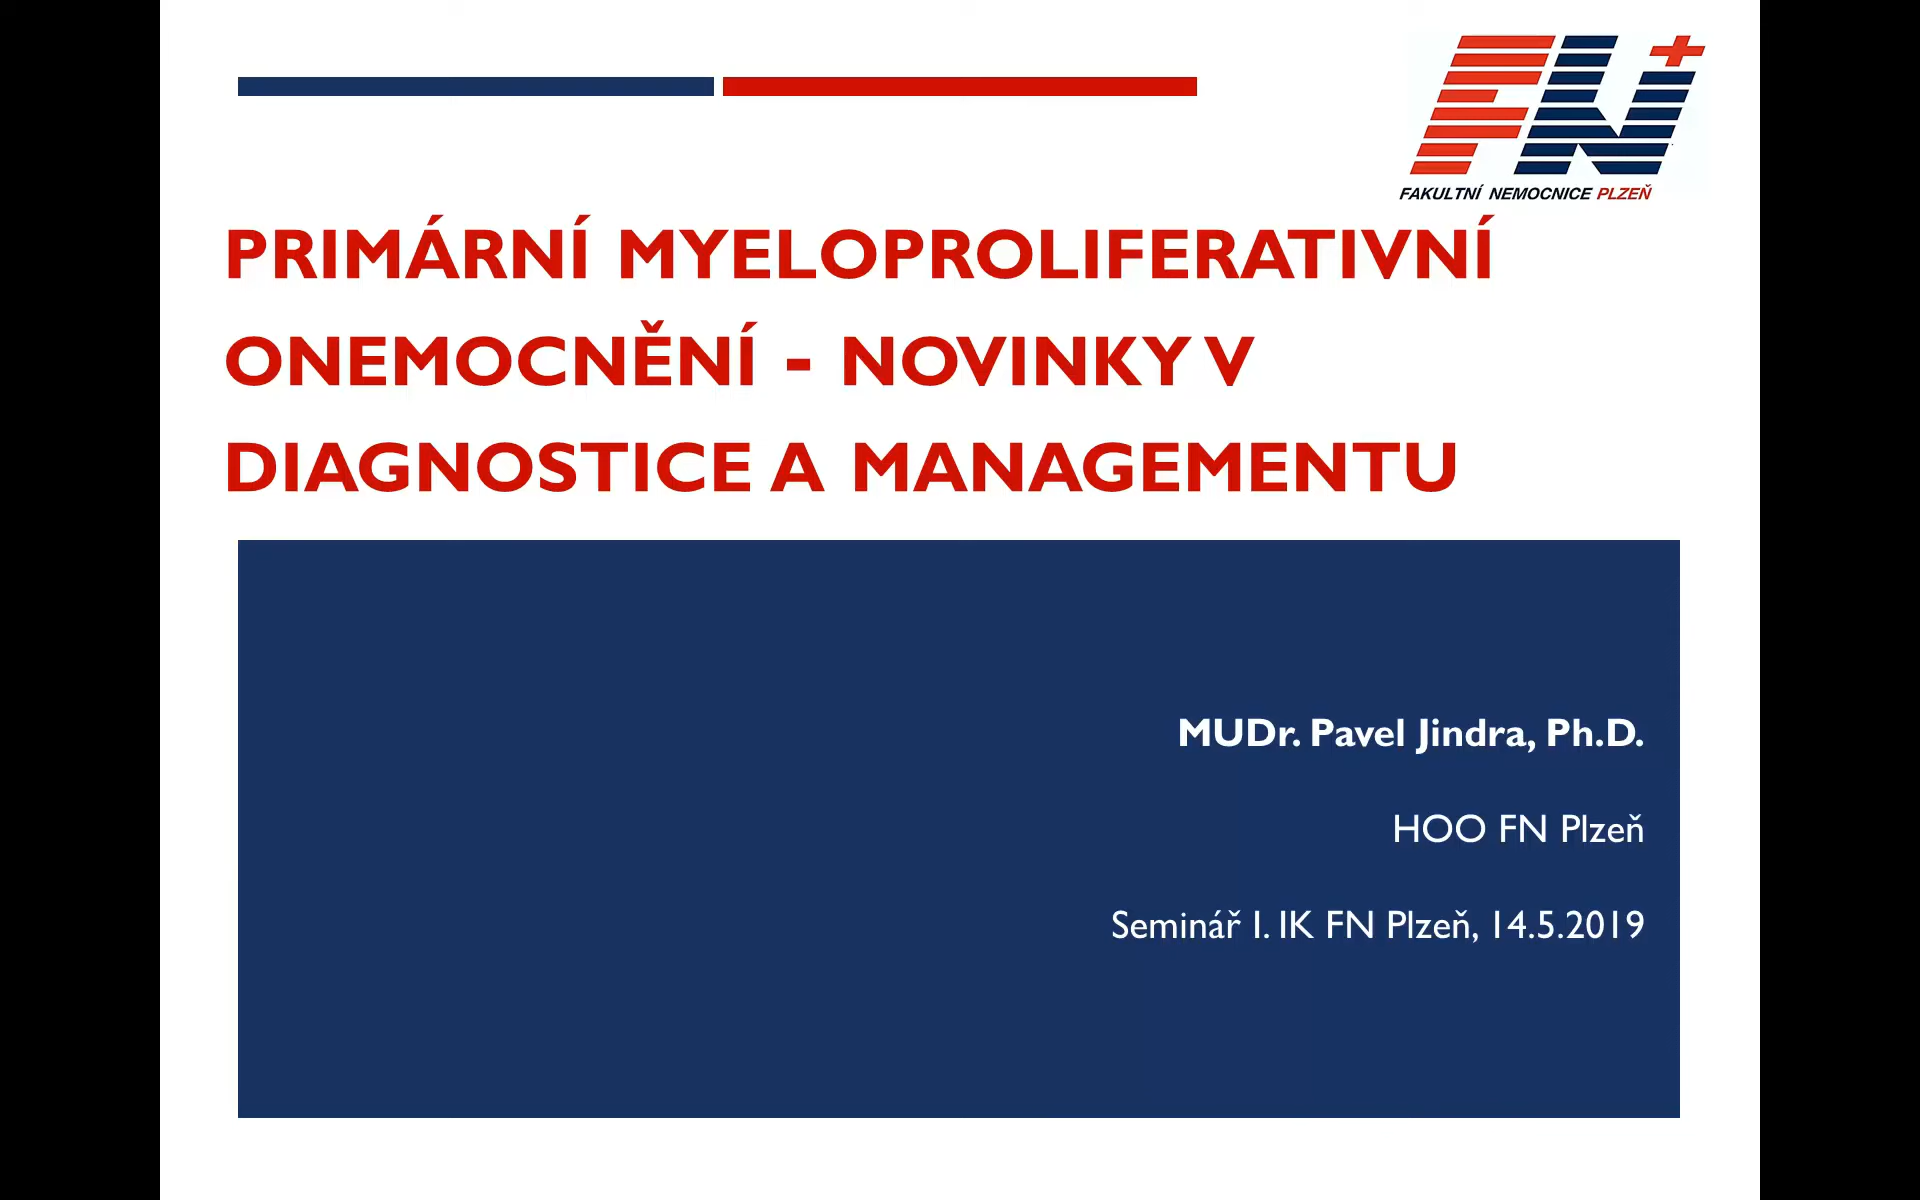 FN+
FAKULTNÍ NEMOCNICE PLZEŇ
PRIMÁRNÍ MYELOPROLIFERATIVNÍ
ONEMOCNĚNÍ - NOVINKY V
DIAGNOSTICE A MANAGEMENTU
MUDr. Pavel Jindra, Ph.D.
HOO FN Plzeň
Seminář I. IK FN Plzeň, 14.5.2019